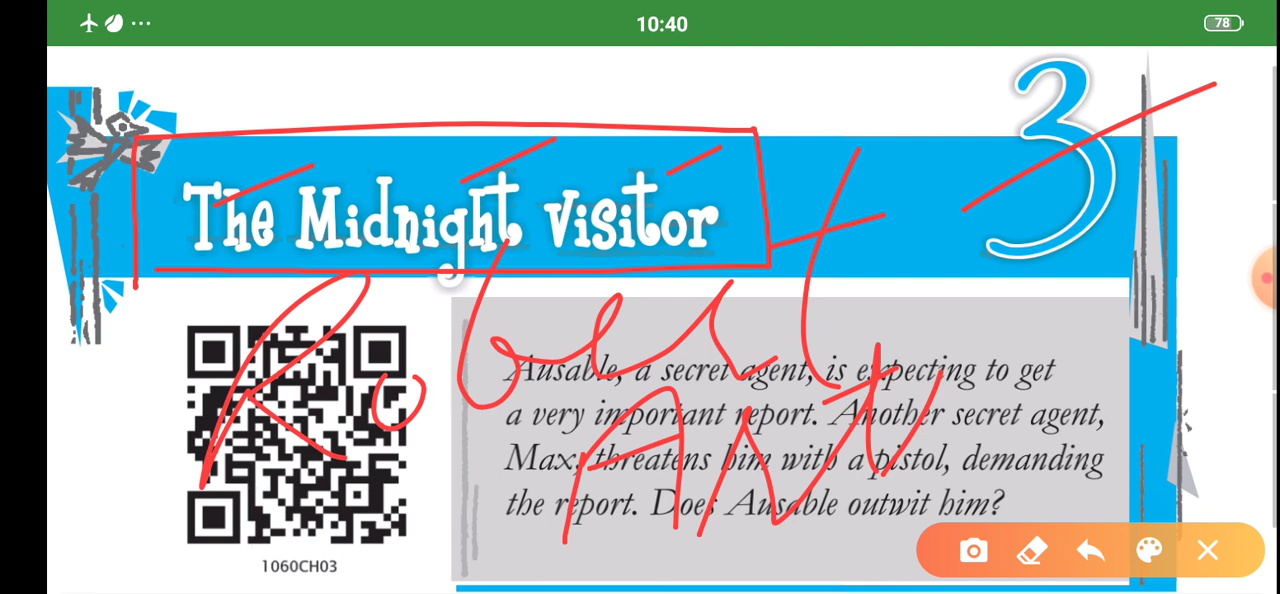 10:40
78
3
The Midnight Visitor
Robert
ANTY
Ausable, a secret agent, is expecting to get
a very important report. Another secret agent,
Max, threatens him with a pistol, demanding
the report. Does Ausable outwit him?
1060CH03